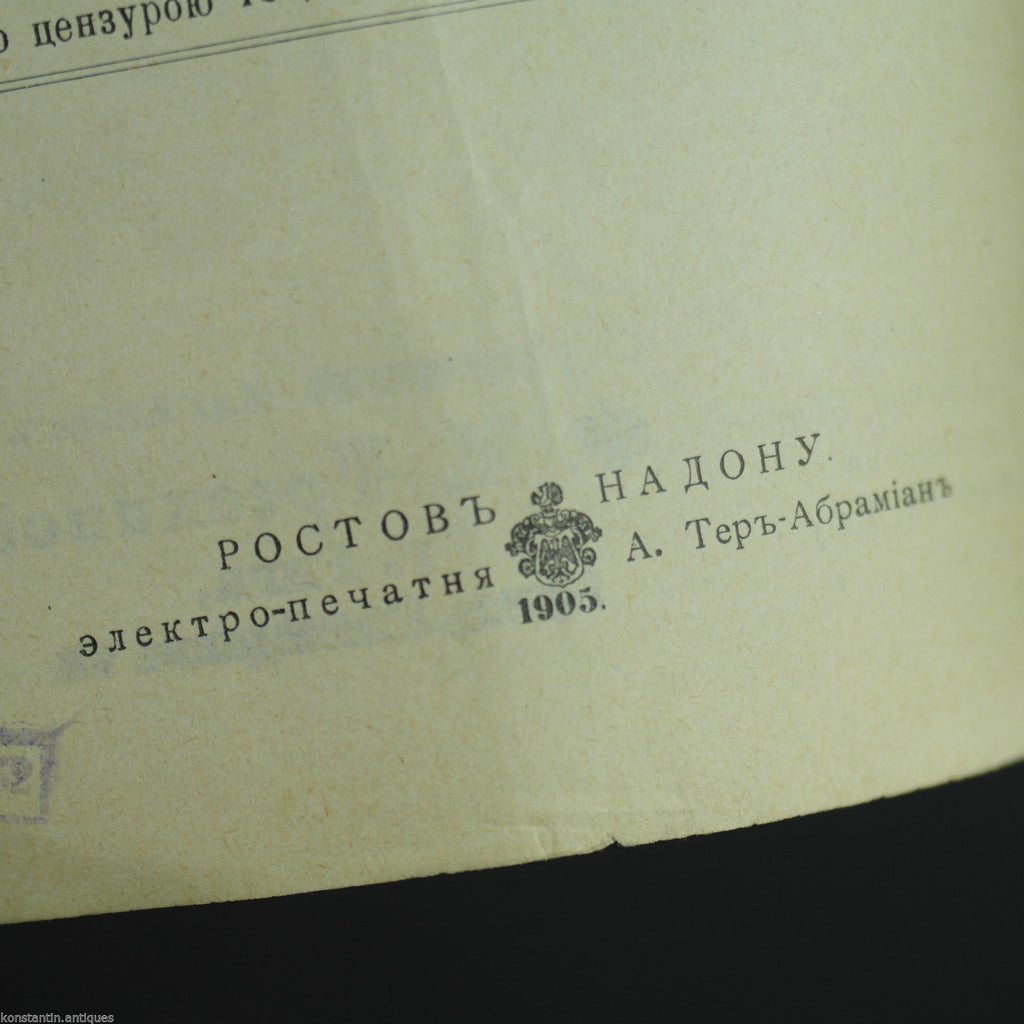 цензурою
РОСТОВЪ НАДОНУ.
электро-печатня А. Теръ-Абраміанъ
1905.
konstantin.antiques